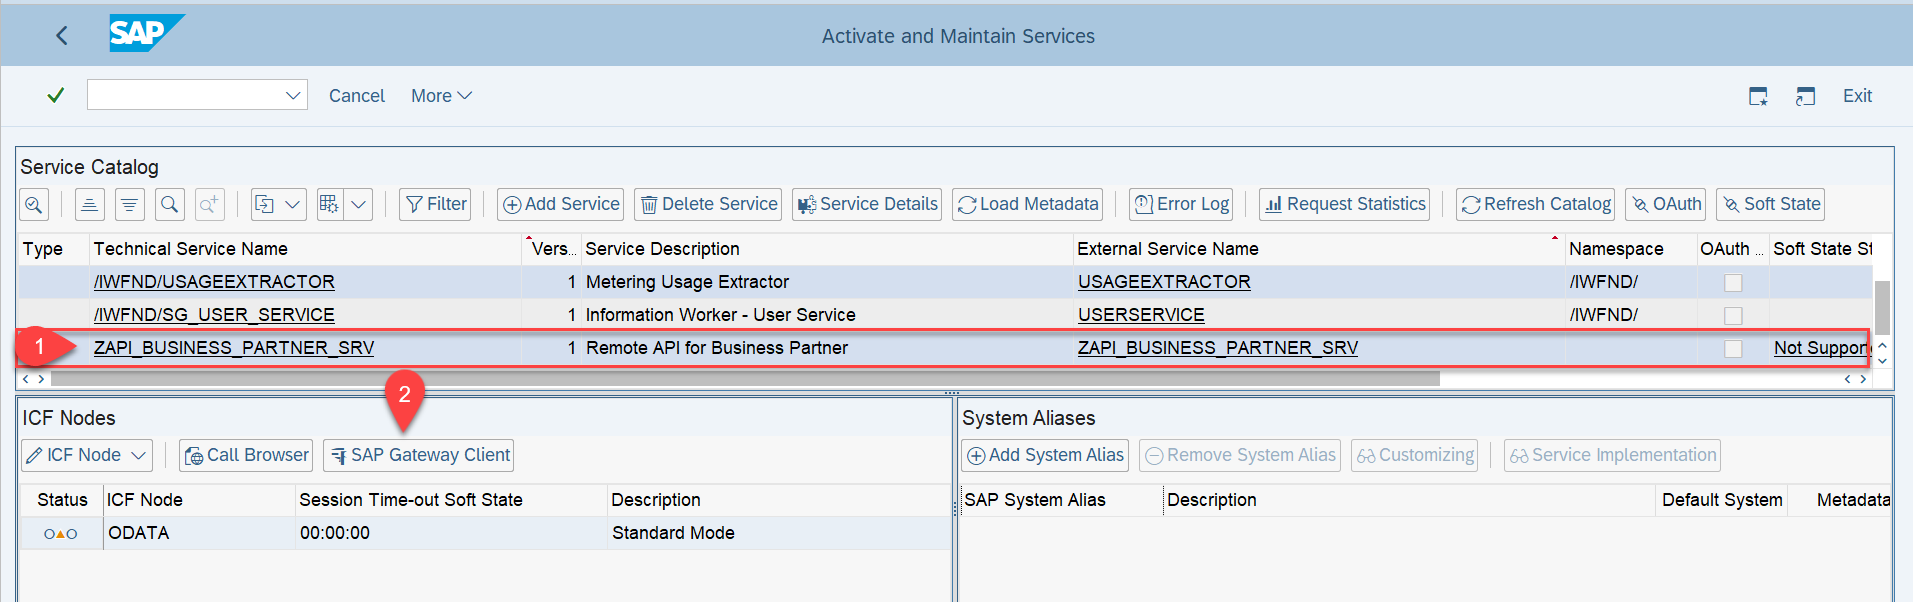 SAP
Activate and Maintain Services
Cancel More Exit
Service Catalog
Filter Add Service Delete Service Service Details Load Metadata Error Log Request Statistics Refresh Catalog OAuth Soft State
Type Technical Service Name Vers... Service Description External Service Name Namespace OAuth ... Soft State St
/IWFND/USAGEEXTRACTOR 1 Metering Usage Extractor USAGEEXTRACTOR /IWFND/
/IWFND/SG_USER_SERVICE 1 Information Worker - User Service USERSERVICE /IWFND/
1 ZAPI_BUSINESS_PARTNER_SRV 1 Remote API for Business Partner ZAPI_BUSINESS_PARTNER_SRV Not Support
2
ICF Nodes
ICF Node Call Browser SAP Gateway Client
Status ICF Node Session Time-out Soft State Description
ODATA 00:00:00 Standard Mode
System Aliases
Add System Alias Remove System Alias Customizing Service Implementation
SAP System Alias Description Default System Metadata